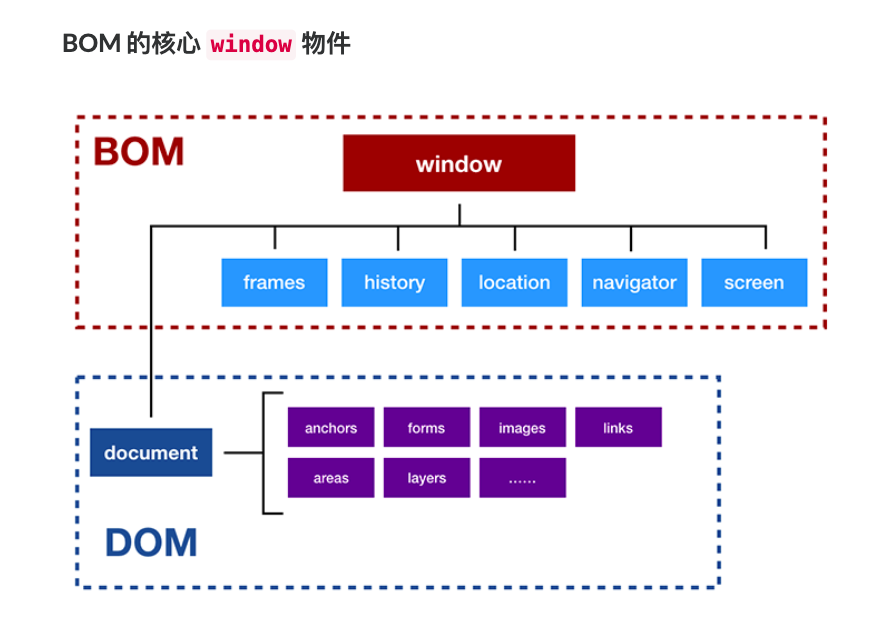 BOM 的核心 window 物件
BOM
window
frames
history
location
navigator
screen
document
anchors
forms
images
links
areas
layers
......
DOM